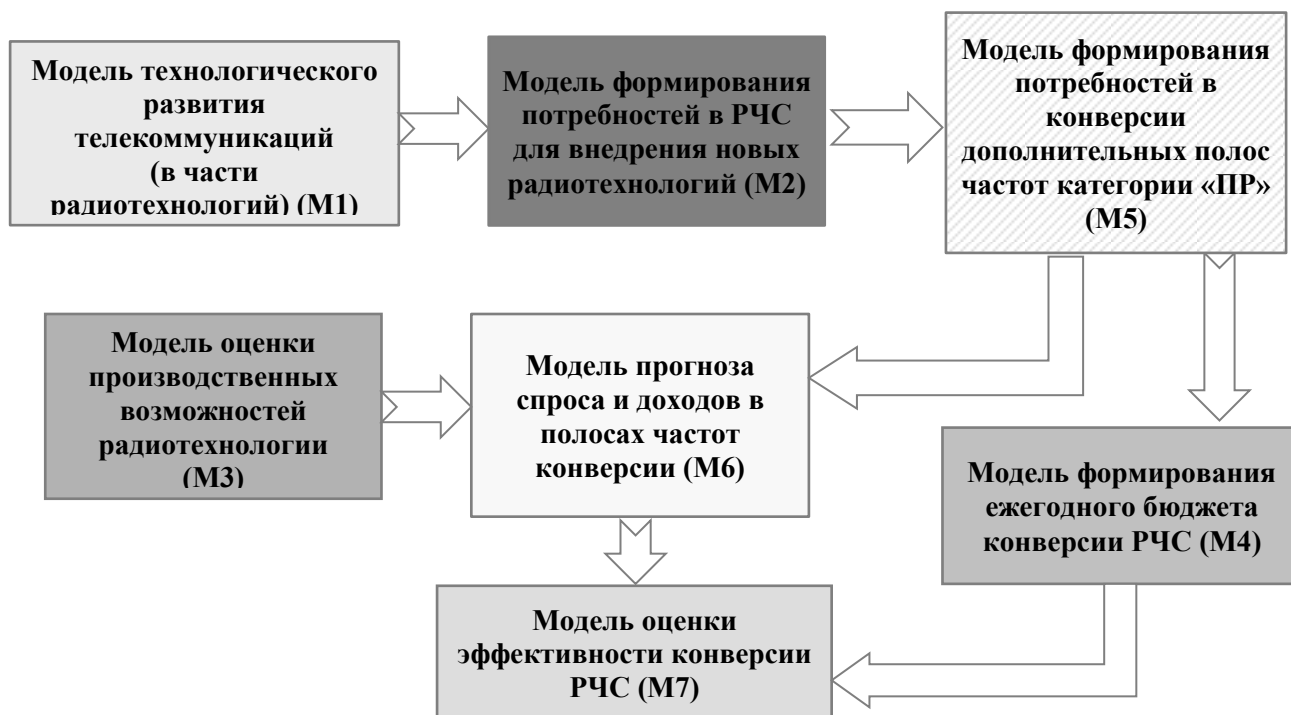 Модель технологического
развития
телекоммуникаций
(в части
радиотехнологий) (М1)
Модель формирования
потребностей в РЧС
для внедрения новых
радиотехнологий (М2)
Модель формирования
потребностей в
конверсии
дополнительных полос
частот категории «ПР»
(М5)
Модель оценки
производственных
возможностей
радиотехнологии
(М3)
Модель прогноза
спроса и доходов в
полосах частот
конверсии (М6)
Модель формирования
ежегодного бюджета
конверсии РЧС (М4)
Модель оценки
эффективности конверсии
РЧС (М7)